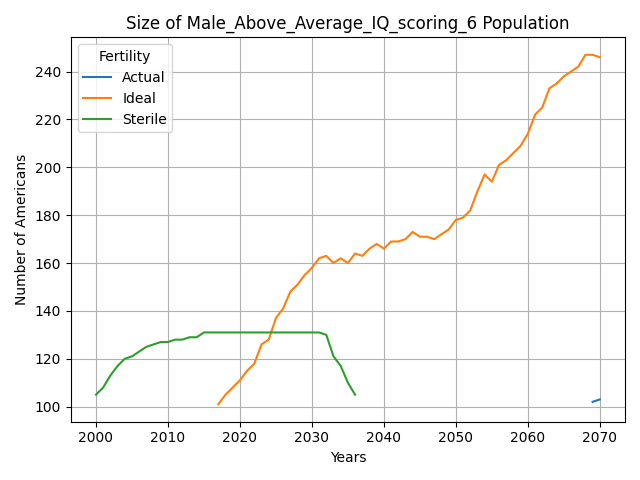 Size of Male_Above_Average_IQ_scoring_6 Population
Fertility
Actual
Ideal
Sterile
Number of Americans
240
220
200
180
160
140
120
100
2000 2010 2020 2030 2040 2050 2060 2070
Years